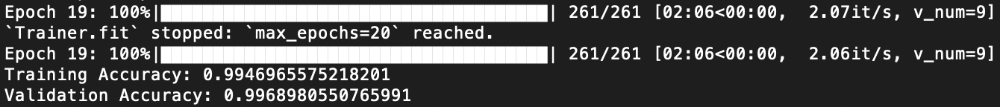 Epoch 19: 100%|██████████████████████████████████████| 261/261 [02:06<00:00,  2.07it/s, v_num=9]
`Trainer.fit` stopped: `max_epochs=20` reached.
Epoch 19: 100%|██████████████████████████████████████| 261/261 [02:06<00:00,  2.06it/s, v_num=9]
Training Accuracy: 0.9946965575218201
Validation Accuracy: 0.9968980550765991